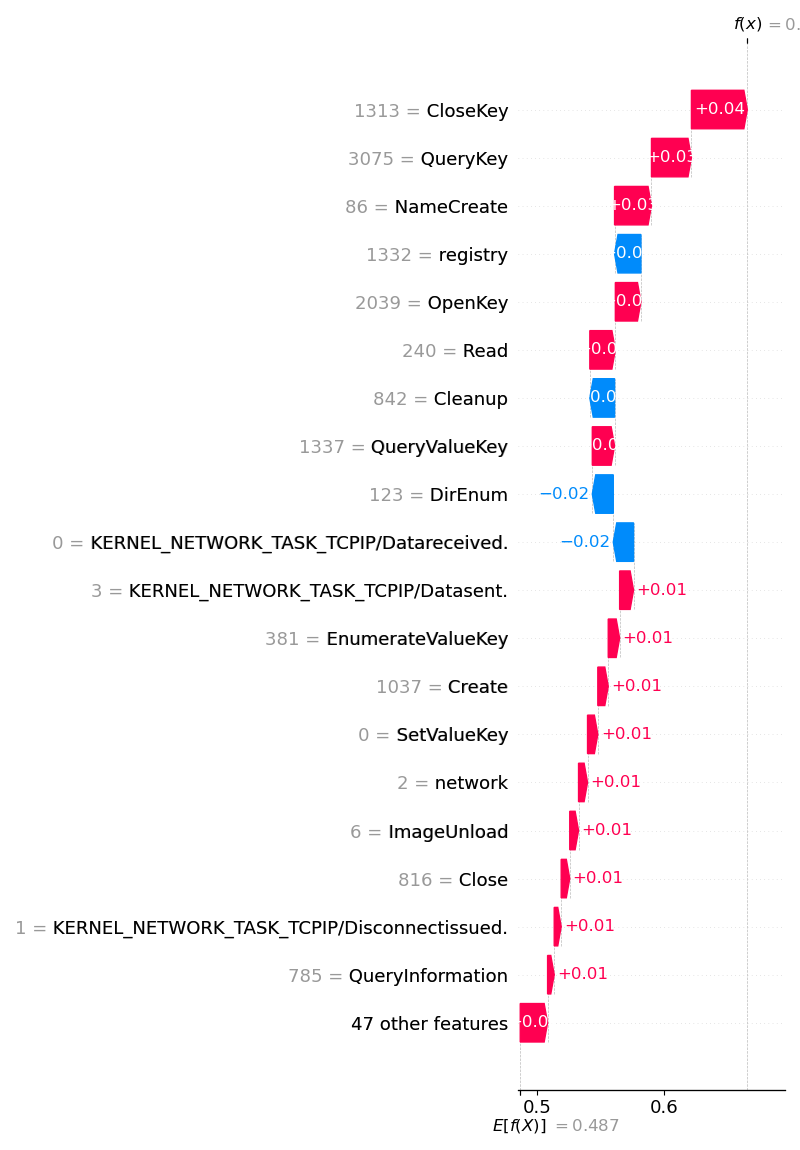 f(x) = 0.
1313 = CloseKey +0.04
3075 = QueryKey +0.03
86 = NameCreate +0.03
1332 = registry
2039 = OpenKey
240 = Read
842 = Cleanup
1337 = QueryValueKey
123 = DirEnum −0.02
0 = KERNEL_NETWORK_TASK_TCPIP/Datareceived. −0.02
3 = KERNEL_NETWORK_TASK_TCPIP/Datasent. +0.01
381 = EnumerateValueKey +0.01
1037 = Create +0.01
0 = SetValueKey +0.01
2 = network +0.01
6 = ImageUnload +0.01
816 = Close +0.01
1 = KERNEL_NETWORK_TASK_TCPIP/Disconnectissued. +0.01
785 = QueryInformation +0.01
47 other features
0.5 0.6
E[f(X)] = 0.487